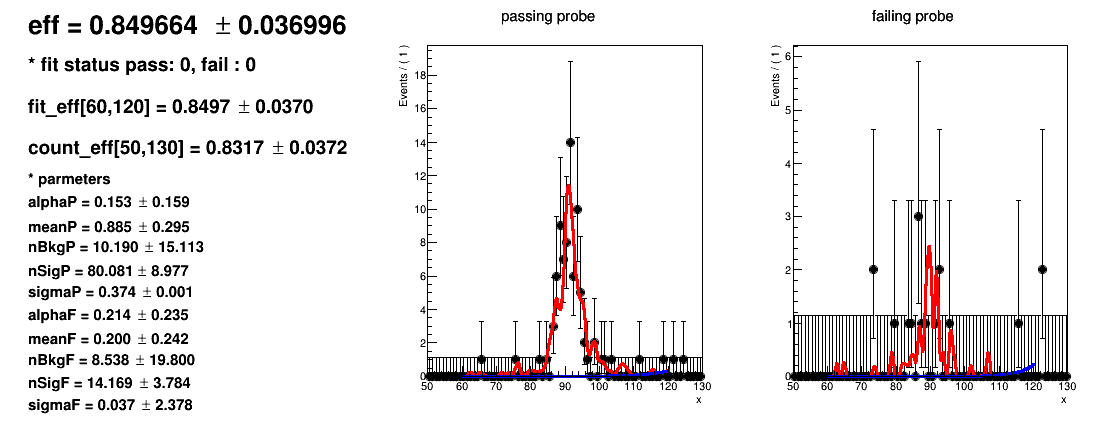 eff = 0.849664 ± 0.036996
* fit status pass: 0, fail : 0
fit_eff[60,120] = 0.8497 ± 0.0370
count_eff[50,130] = 0.8317 ± 0.0372
* parmeters
alphaP = 0.153 ± 0.159
meanP = 0.885 ± 0.295
nBkgP = 10.190 ± 15.113
nSigP = 80.081 ± 8.977
sigmaP = 0.374 ± 0.001
alphaF = 0.214 ± 0.235
meanF = 0.200 ± 0.242
nBkgF = 8.538 ± 19.800
nSigF = 14.169 ± 3.784
sigmaF = 0.037 ± 2.378
passing probe
Events / ( 1 )
18
16
14
12
10
8
6
4
2
0
50 60 70 80 90 100 110 120 130
x
failing probe
Events / ( 1 )
6
5
4
3
2
1
0
50 60 70 80 90 100 110 120 130
x